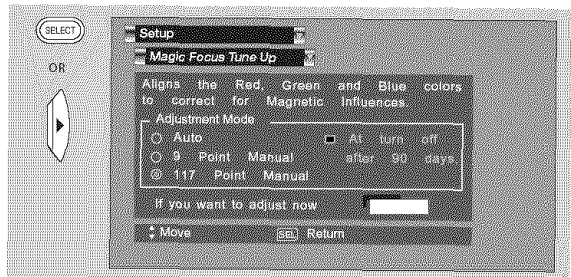 SELECT
OR
Setup
Magic Focus Tune Up
Aligns the Red, Green and Blue colors
to correct for Magnetic Influences.
Adjustment Mode
Auto
At turn off
9 Point Manual
after 90 days
117 Point Manual
If you want to adjust now
Move
SEL Return